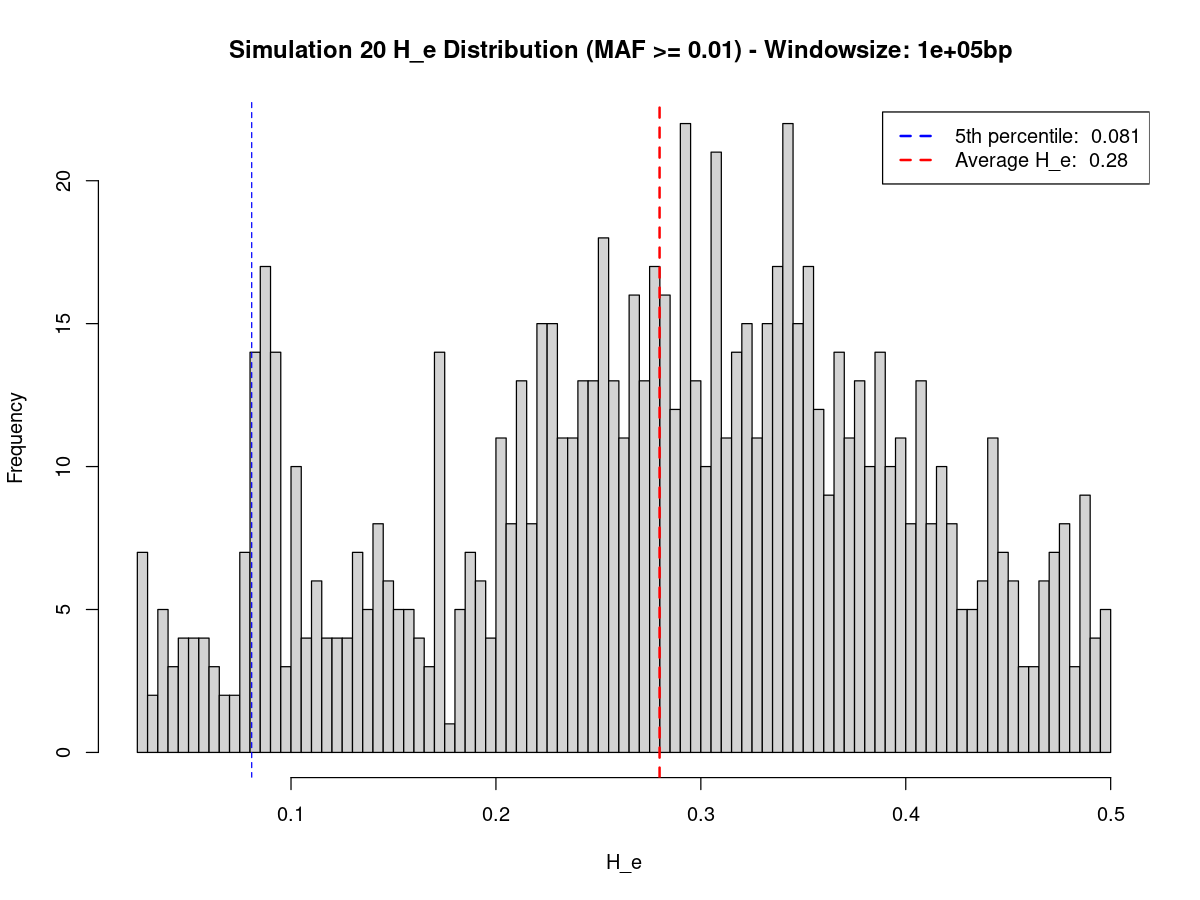 Simulation 20 H_e Distribution (MAF >= 0.01) - Windowsize: 1e+05bp
5th percentile:  0.081
Average H_e:  0.28
Frequency
20
15
10
5
0
0.1 0.2 0.3 0.4 0.5
H_e